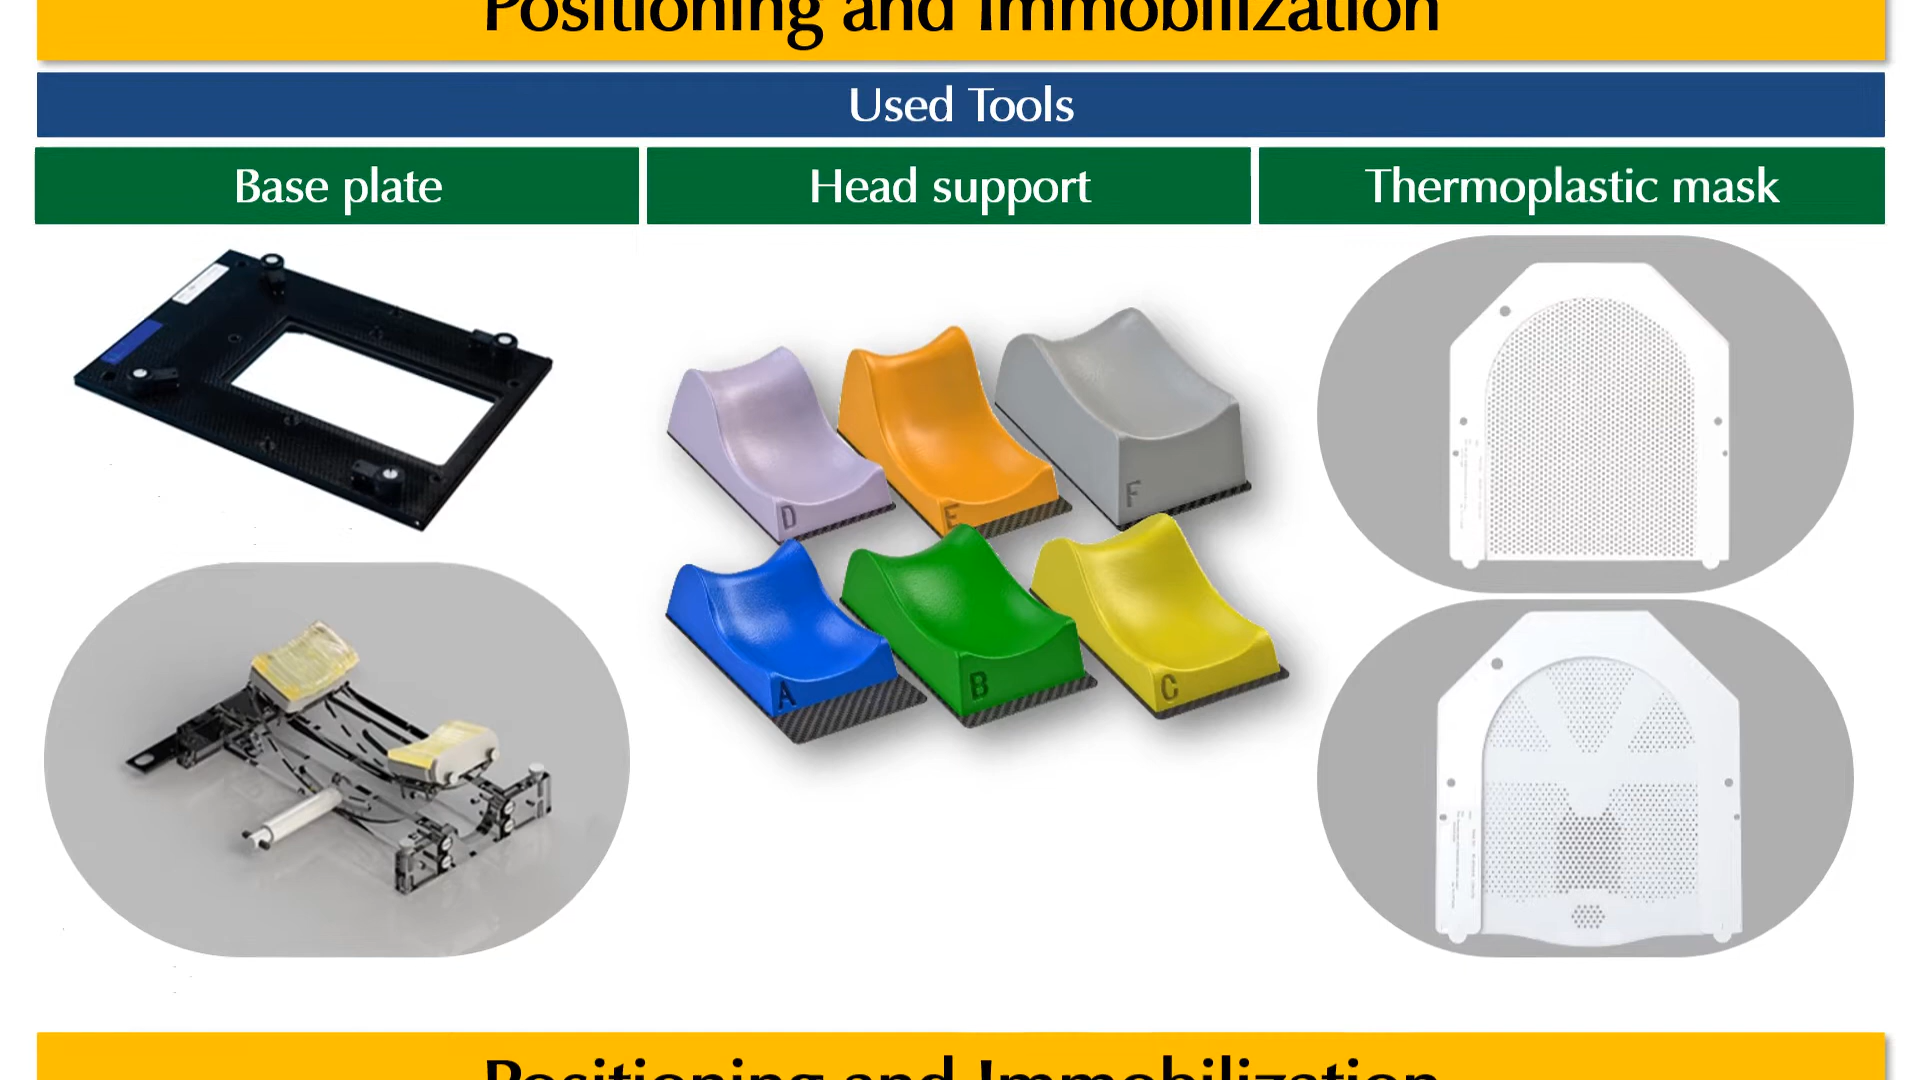 Positioning and Immobilization
Used Tools
Base plate
Head support
Thermoplastic mask
D
E
F
A
B
C
Positioning and Immobilization